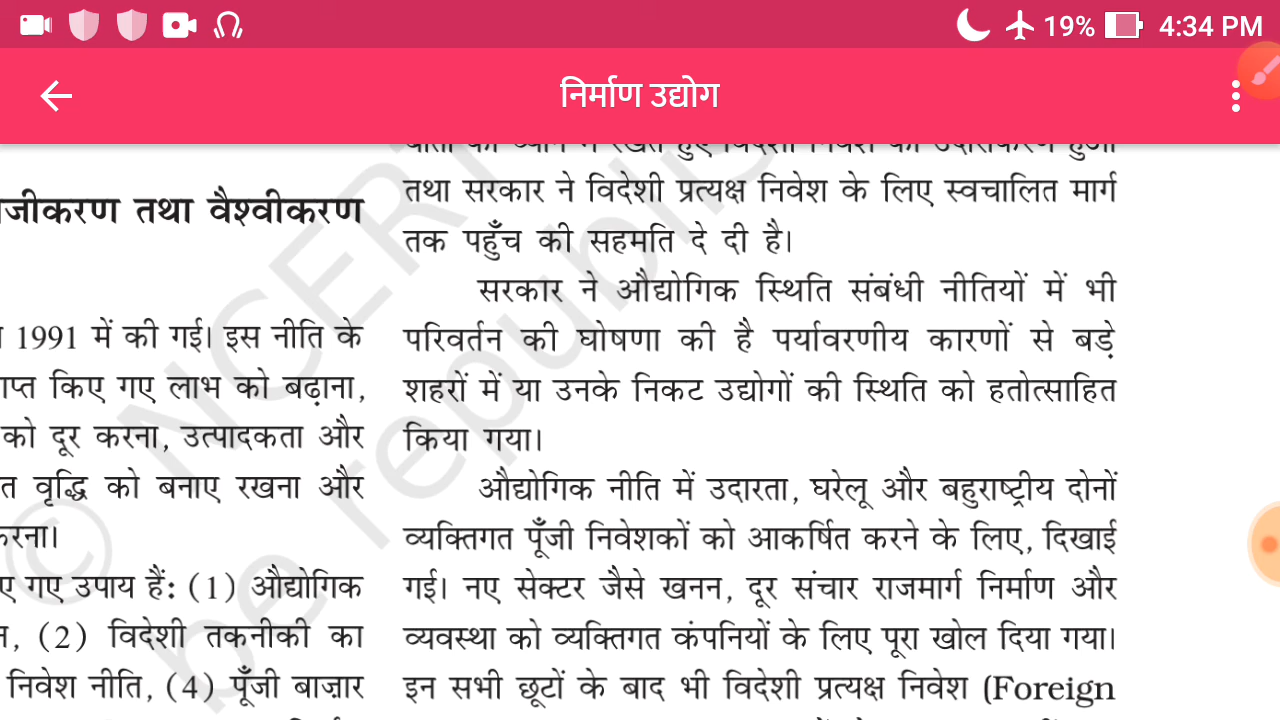 19% 4:34 PM
निर्माण उद्योग
जीकरण तथा वैश्वीकरण
1991 में की गई। इस नीति के
किए गए लाभ को बढ़ाना,
को दूर करना, उत्पादकता और
वृद्धि को बनाए रखना और
करना।
गए उपाय हैं: (1) औद्योगिक
(2) विदेशी तकनीकी का
निवेश नीति, (4) पूँजी बाज़ार
तथा सरकार ने विदेशी प्रत्यक्ष निवेश के लिए स्वचालित मार्ग
तक पहुँच की सहमति दे दी है।
सरकार ने औद्योगिक स्थिति संबंधी नीतियों में भी
परिवर्तन की घोषणा की है पर्यावरणीय कारणों से बड़े
शहरों में या उनके निकट उद्योगों की स्थिति को हतोत्साहित
किया गया।
औद्योगिक नीति में उदारता, घरेलू और बहुराष्ट्रीय दोनों
व्यक्तिगत पूँजी निवेशकों को आकर्षित करने के लिए, दिखाई
गई। नए सेक्टर जैसे खनन, दूर संचार राजमार्ग निर्माण और
व्यवस्था को व्यक्तिगत कंपनियों के लिए पूरा खोल दिया गया।
इन सभी छूटों के बाद भी विदेशी प्रत्यक्ष निवेश (Foreign
© NCERT
be republis